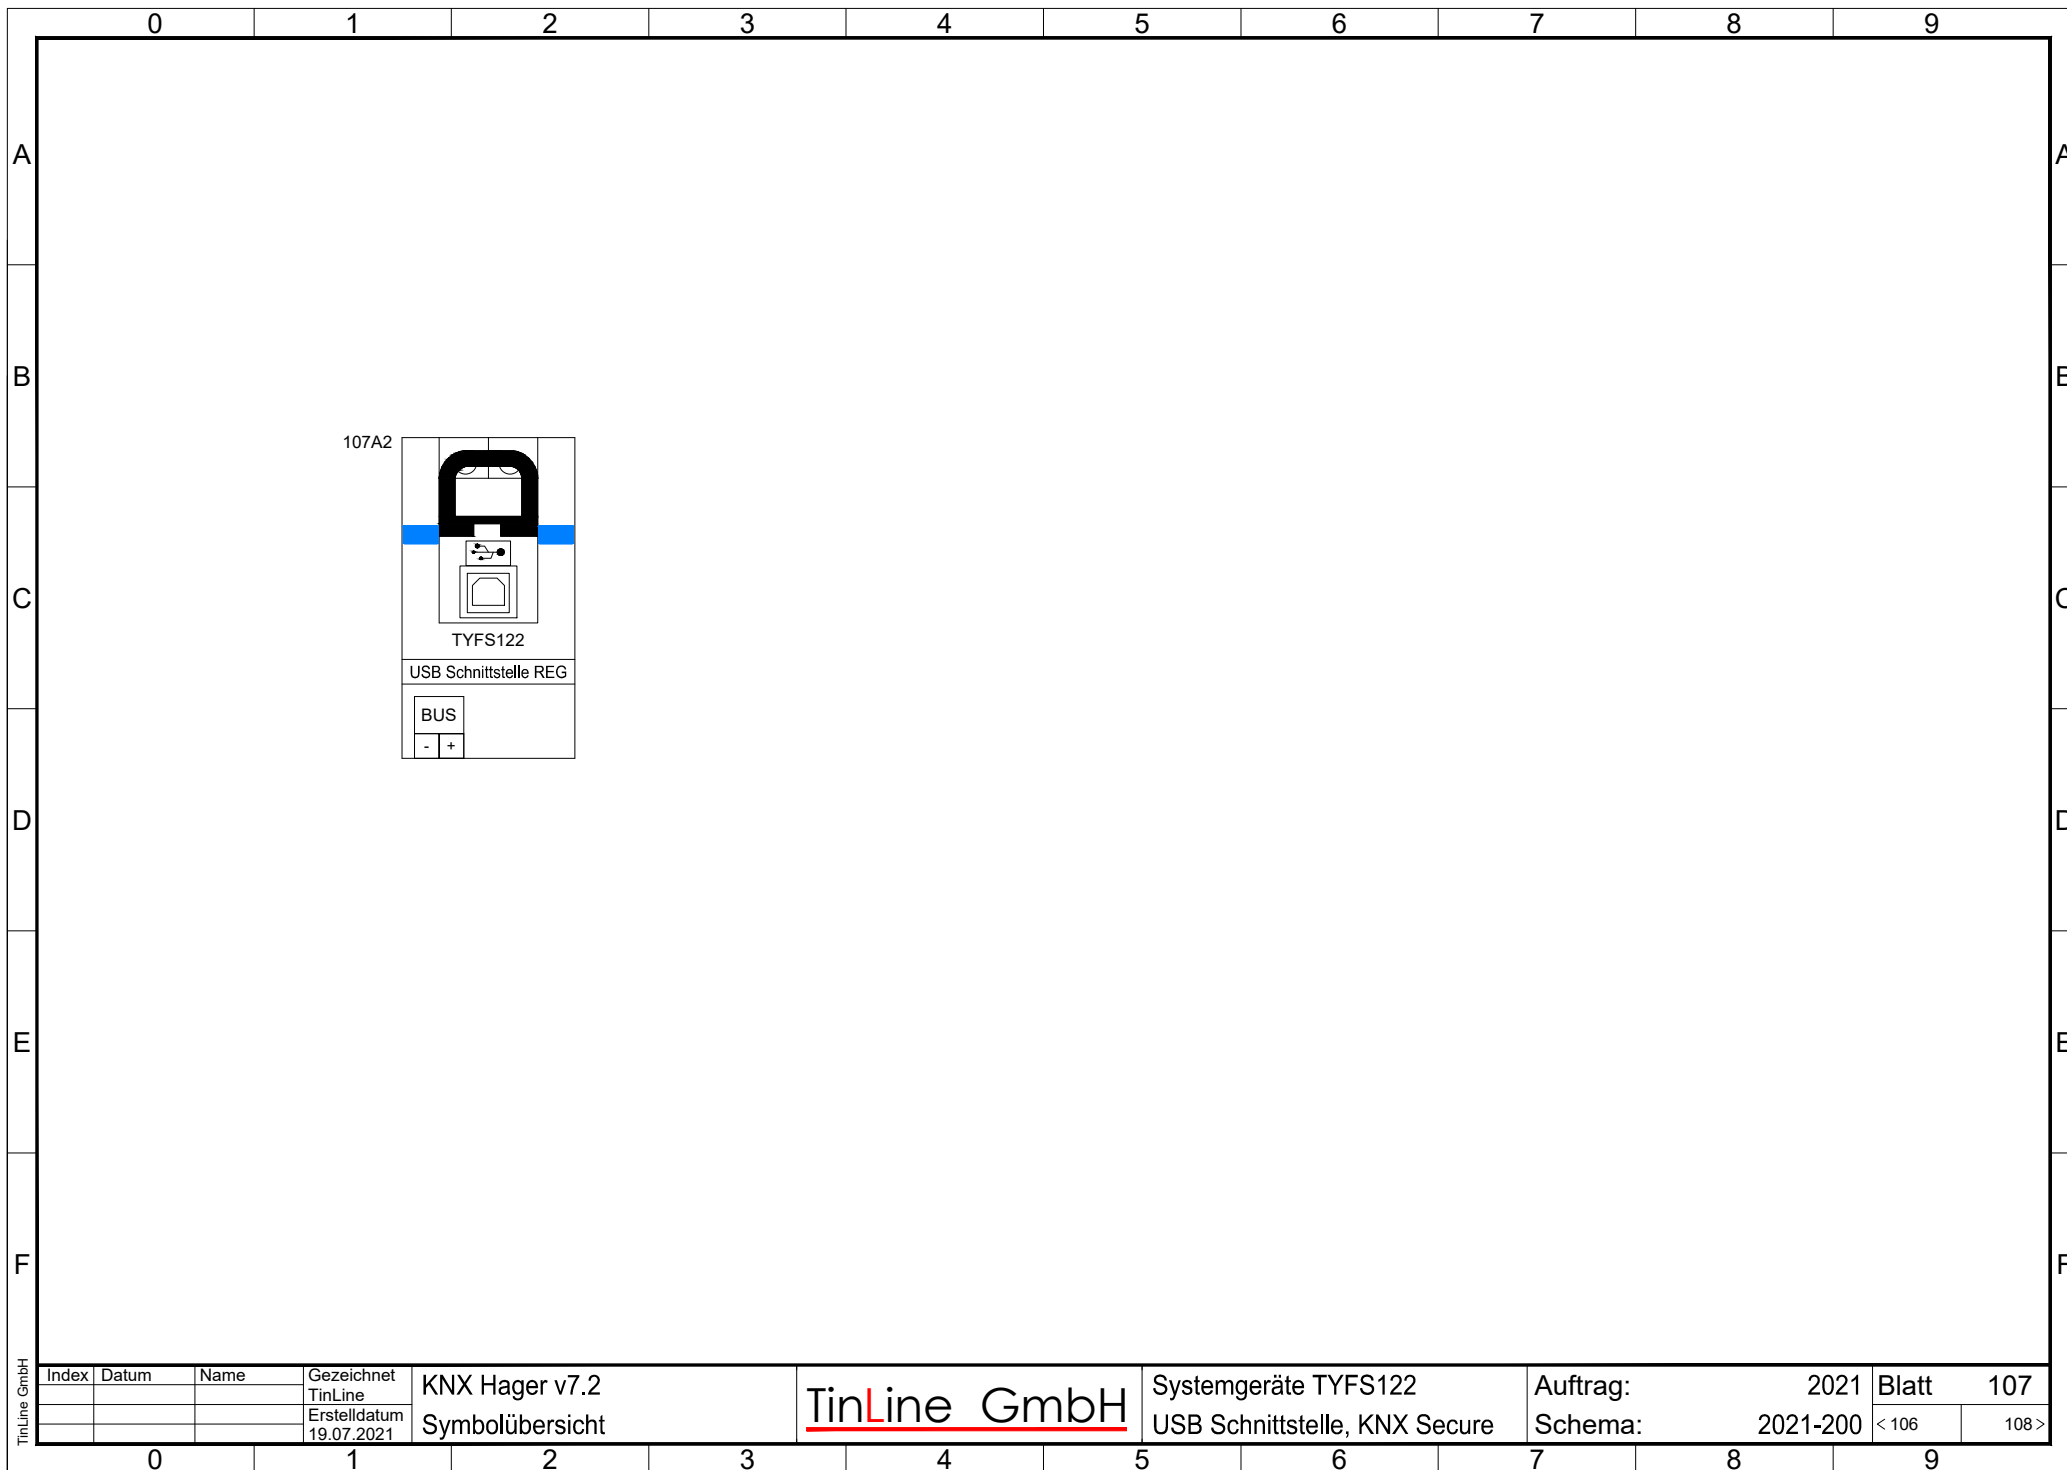 0 1 2 3 4 5 6 7 8 9
A A
B B
107A2
C C
TYFS122
USB Schnittstelle REG
BUS
- +
D D
E E
F F
TinLine GmbH
Index Datum Name Gezeichnet
TinLine
Erstelldatum
19.07.2021
KNX Hager v7.2
Symbolübersicht
TinLine GmbH
Systemgeräte TYFS122
USB Schnittstelle, KNX Secure
Auftrag: 2021
Schema: 2021-200
Blatt 107
< 106 108 >
0 1 2 3 4 5 6 7 8 9